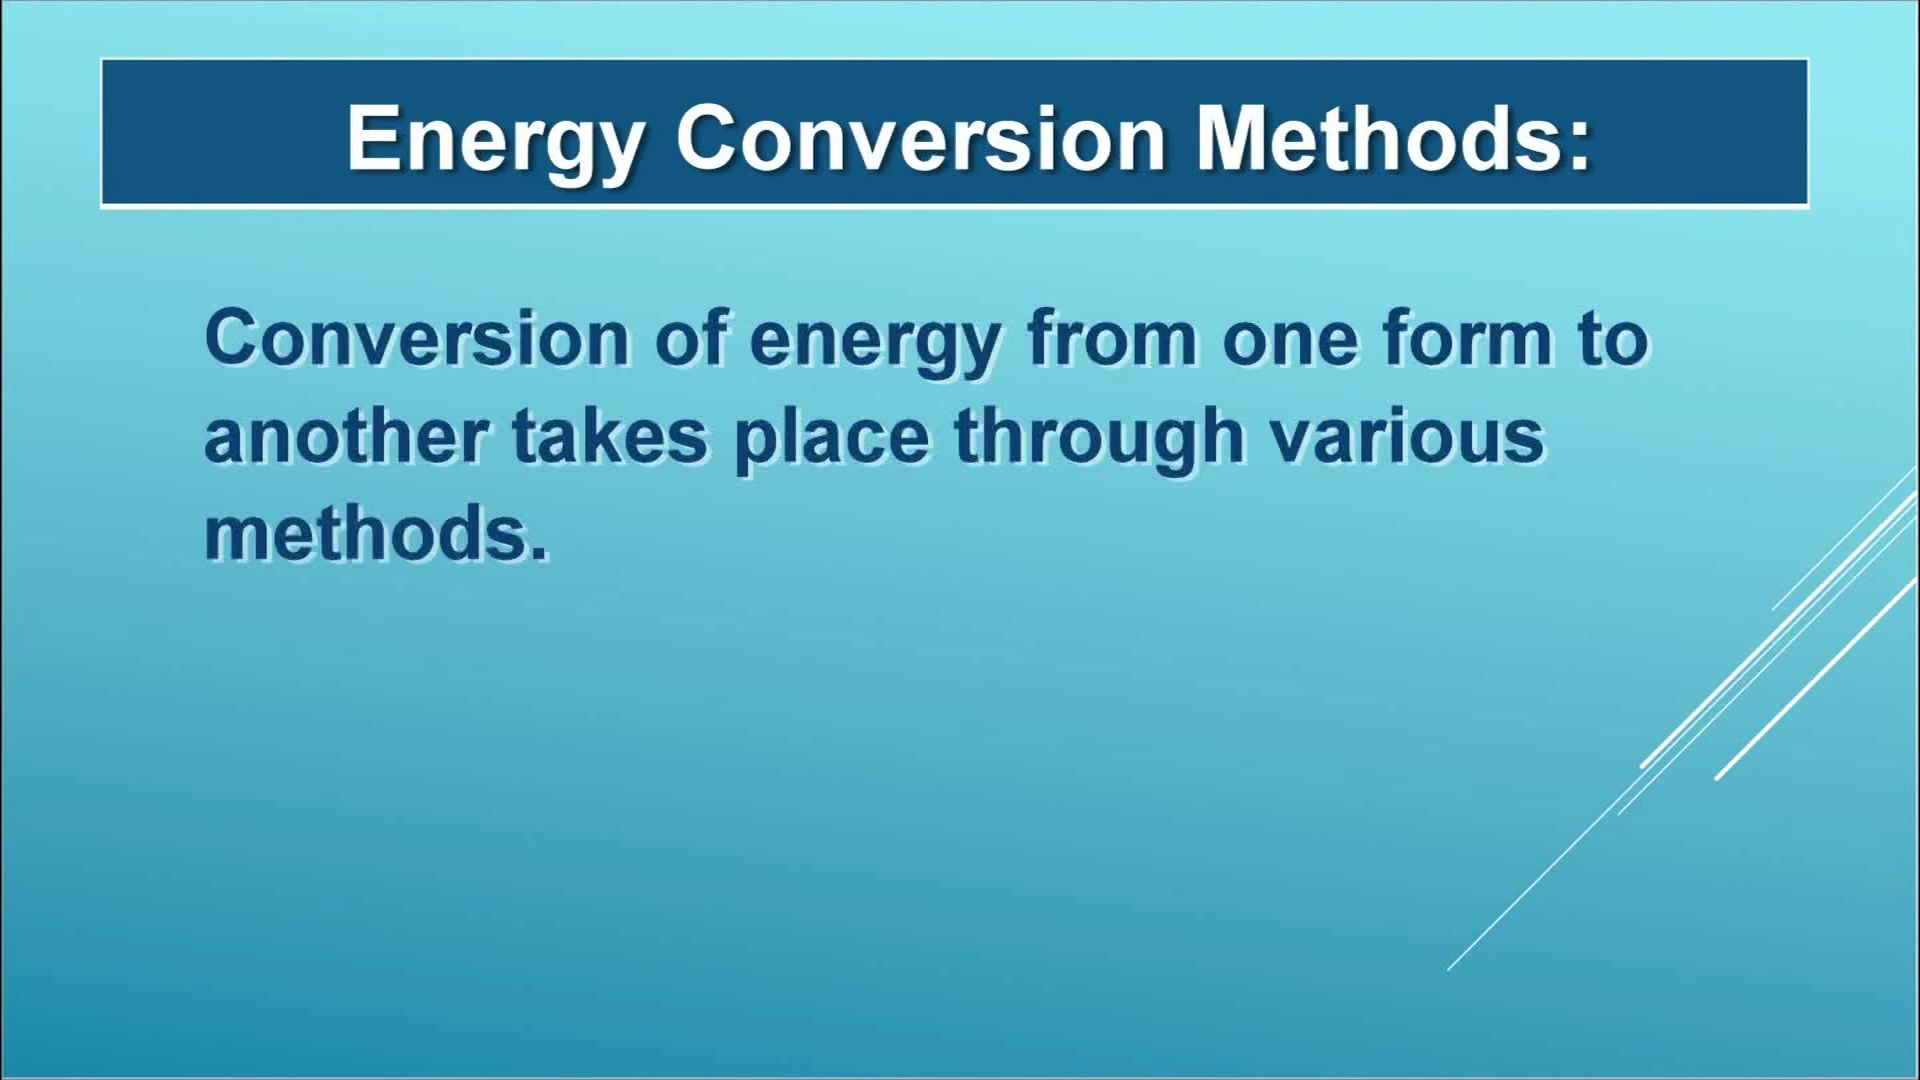 Energy Conversion Methods:
Conversion of energy from one form to
another takes place through various
methods.